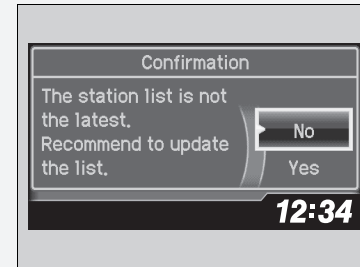 Confirmation
The station list is not
the latest.
Recommend to update
the list.
No
Yes
12:34